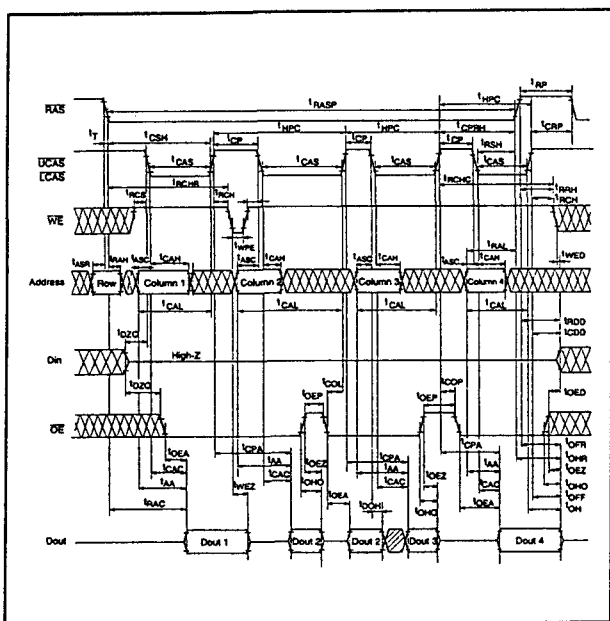 tRP
tHPC
RAS
tRASP
tT
tCSH
tHPC
tHPC
tCPRH
tCRP
tCP
tCP
tCP
tRSH
UCAS
LCAS
tCAS
tCAS
tCAS
tCAS
tRCHR
tRCHC
tRCS
tRCH
tRRH
tRCH
WE
tWPE
tWED
tASR
tRAH
tASC
tCAH
tASC
tCAH
tASC
tCAH
tASC
tRAL
tCAH
Address
Row
Column 1
Column 2
Column 3
Column 4
tCAL
tCAL
tCAL
tCAL
tRDD
tCDD
tDZC
Din
High-Z
tDZO
tCOL
tCOP
tOED
tOEP
tOEP
OE
tOEA
tCPA
tCPA
tCPA
tOFR
tOHR
tCAC
tAA
tOEZ
tAA
tOEZ
tAA
tOEZ
tAA
tCAC
tCAC
tCAC
tOHO
tWEZ
tOHO
tOEA
tOHO
tOEA
tOFF
tRAC
tDOH
tOH
Dout
Dout 1
Dout 2
Dout 2
Dout 3
Dout 4